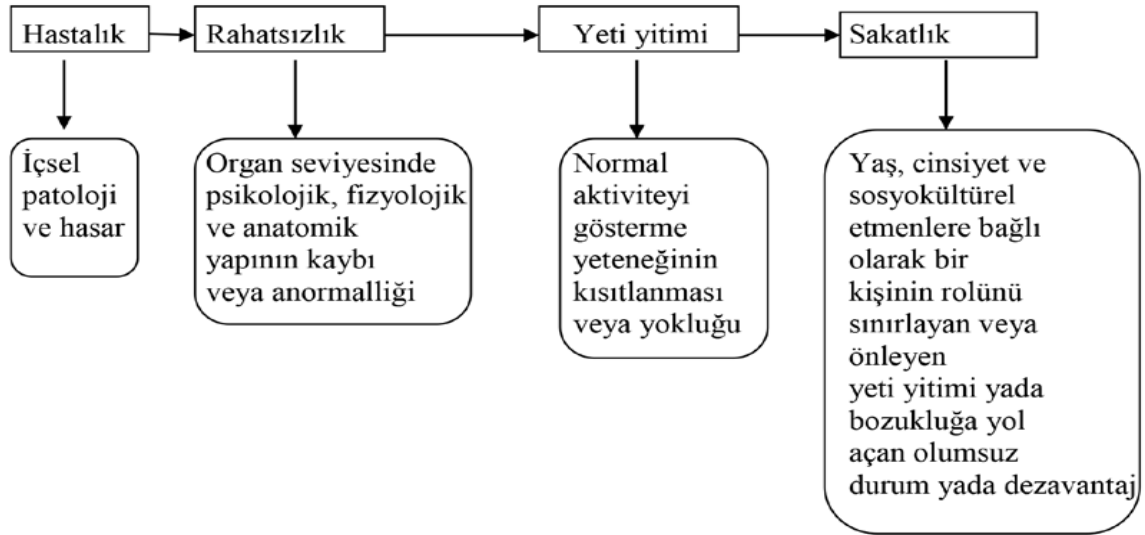 Hastalık
Rahatsızlık
Yeti yitimi
Sakatlık
İçsel
patoloji
ve hasar
Organ seviyesinde
psikolojik, fizyolojik
ve anatomik
yapının kaybı
veya anormalliği
Normal
aktiviteyi
gösterme
yeteneğinin
kısıtlanması
veya yokluğu
Yaş, cinsiyet ve
sosyokültürel
etmenlere bağlı
olarak bir
kişinin rolünü
sınırlayan veya
önleyen
yeti yitimi yada
bozukluğa yol
açan olumsuz
durum yada dezavantaj